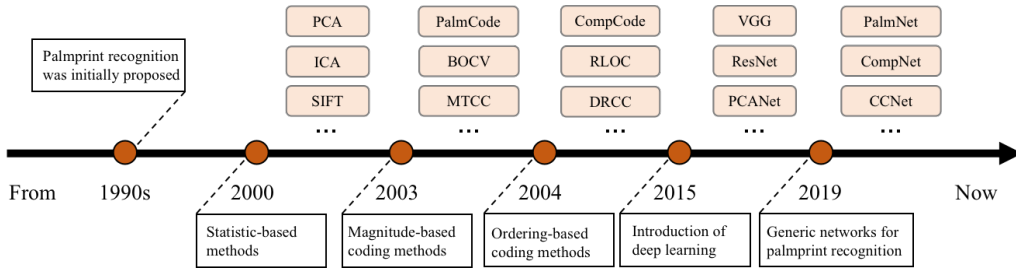 PCA
PalmCode
CompCode
VGG
PalmNet
Palmprint recognition
was initially proposed
ICA
BOCV
RLOC
ResNet
CompNet
SIFT
MTCC
DRCC
PCANet
CCNet
...
...
...
...
...
From
1990s
2000
2003
2004
2015
2019
Now
Statistic-based
methods
Magnitude-based
coding methods
Ordering-based
coding methods
Introduction of
deep learning
Generic networks for
palmprint recognition